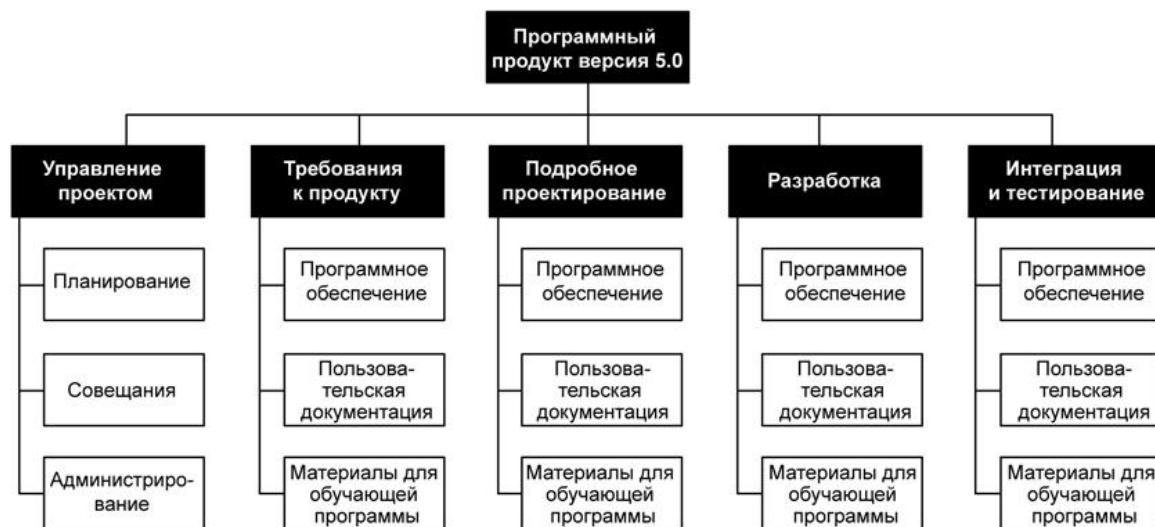 Программный
продукт версия 5.0
Управление
проектом
Планирование
Совещания
Администриро-
вание
Требования
к продукту
Программное
обеспечение
Пользова-
тельская
документация
Материалы для
обучающей
программы
Подробное
проектирование
Программное
обеспечение
Пользова-
тельская
документация
Материалы для
обучающей
программы
Разработка
Программное
обеспечение
Пользова-
тельская
документация
Материалы для
обучающей
программы
Интеграция
и тестирование
Программное
обеспечение
Пользова-
тельская
документация
Материалы для
обучающей
программы